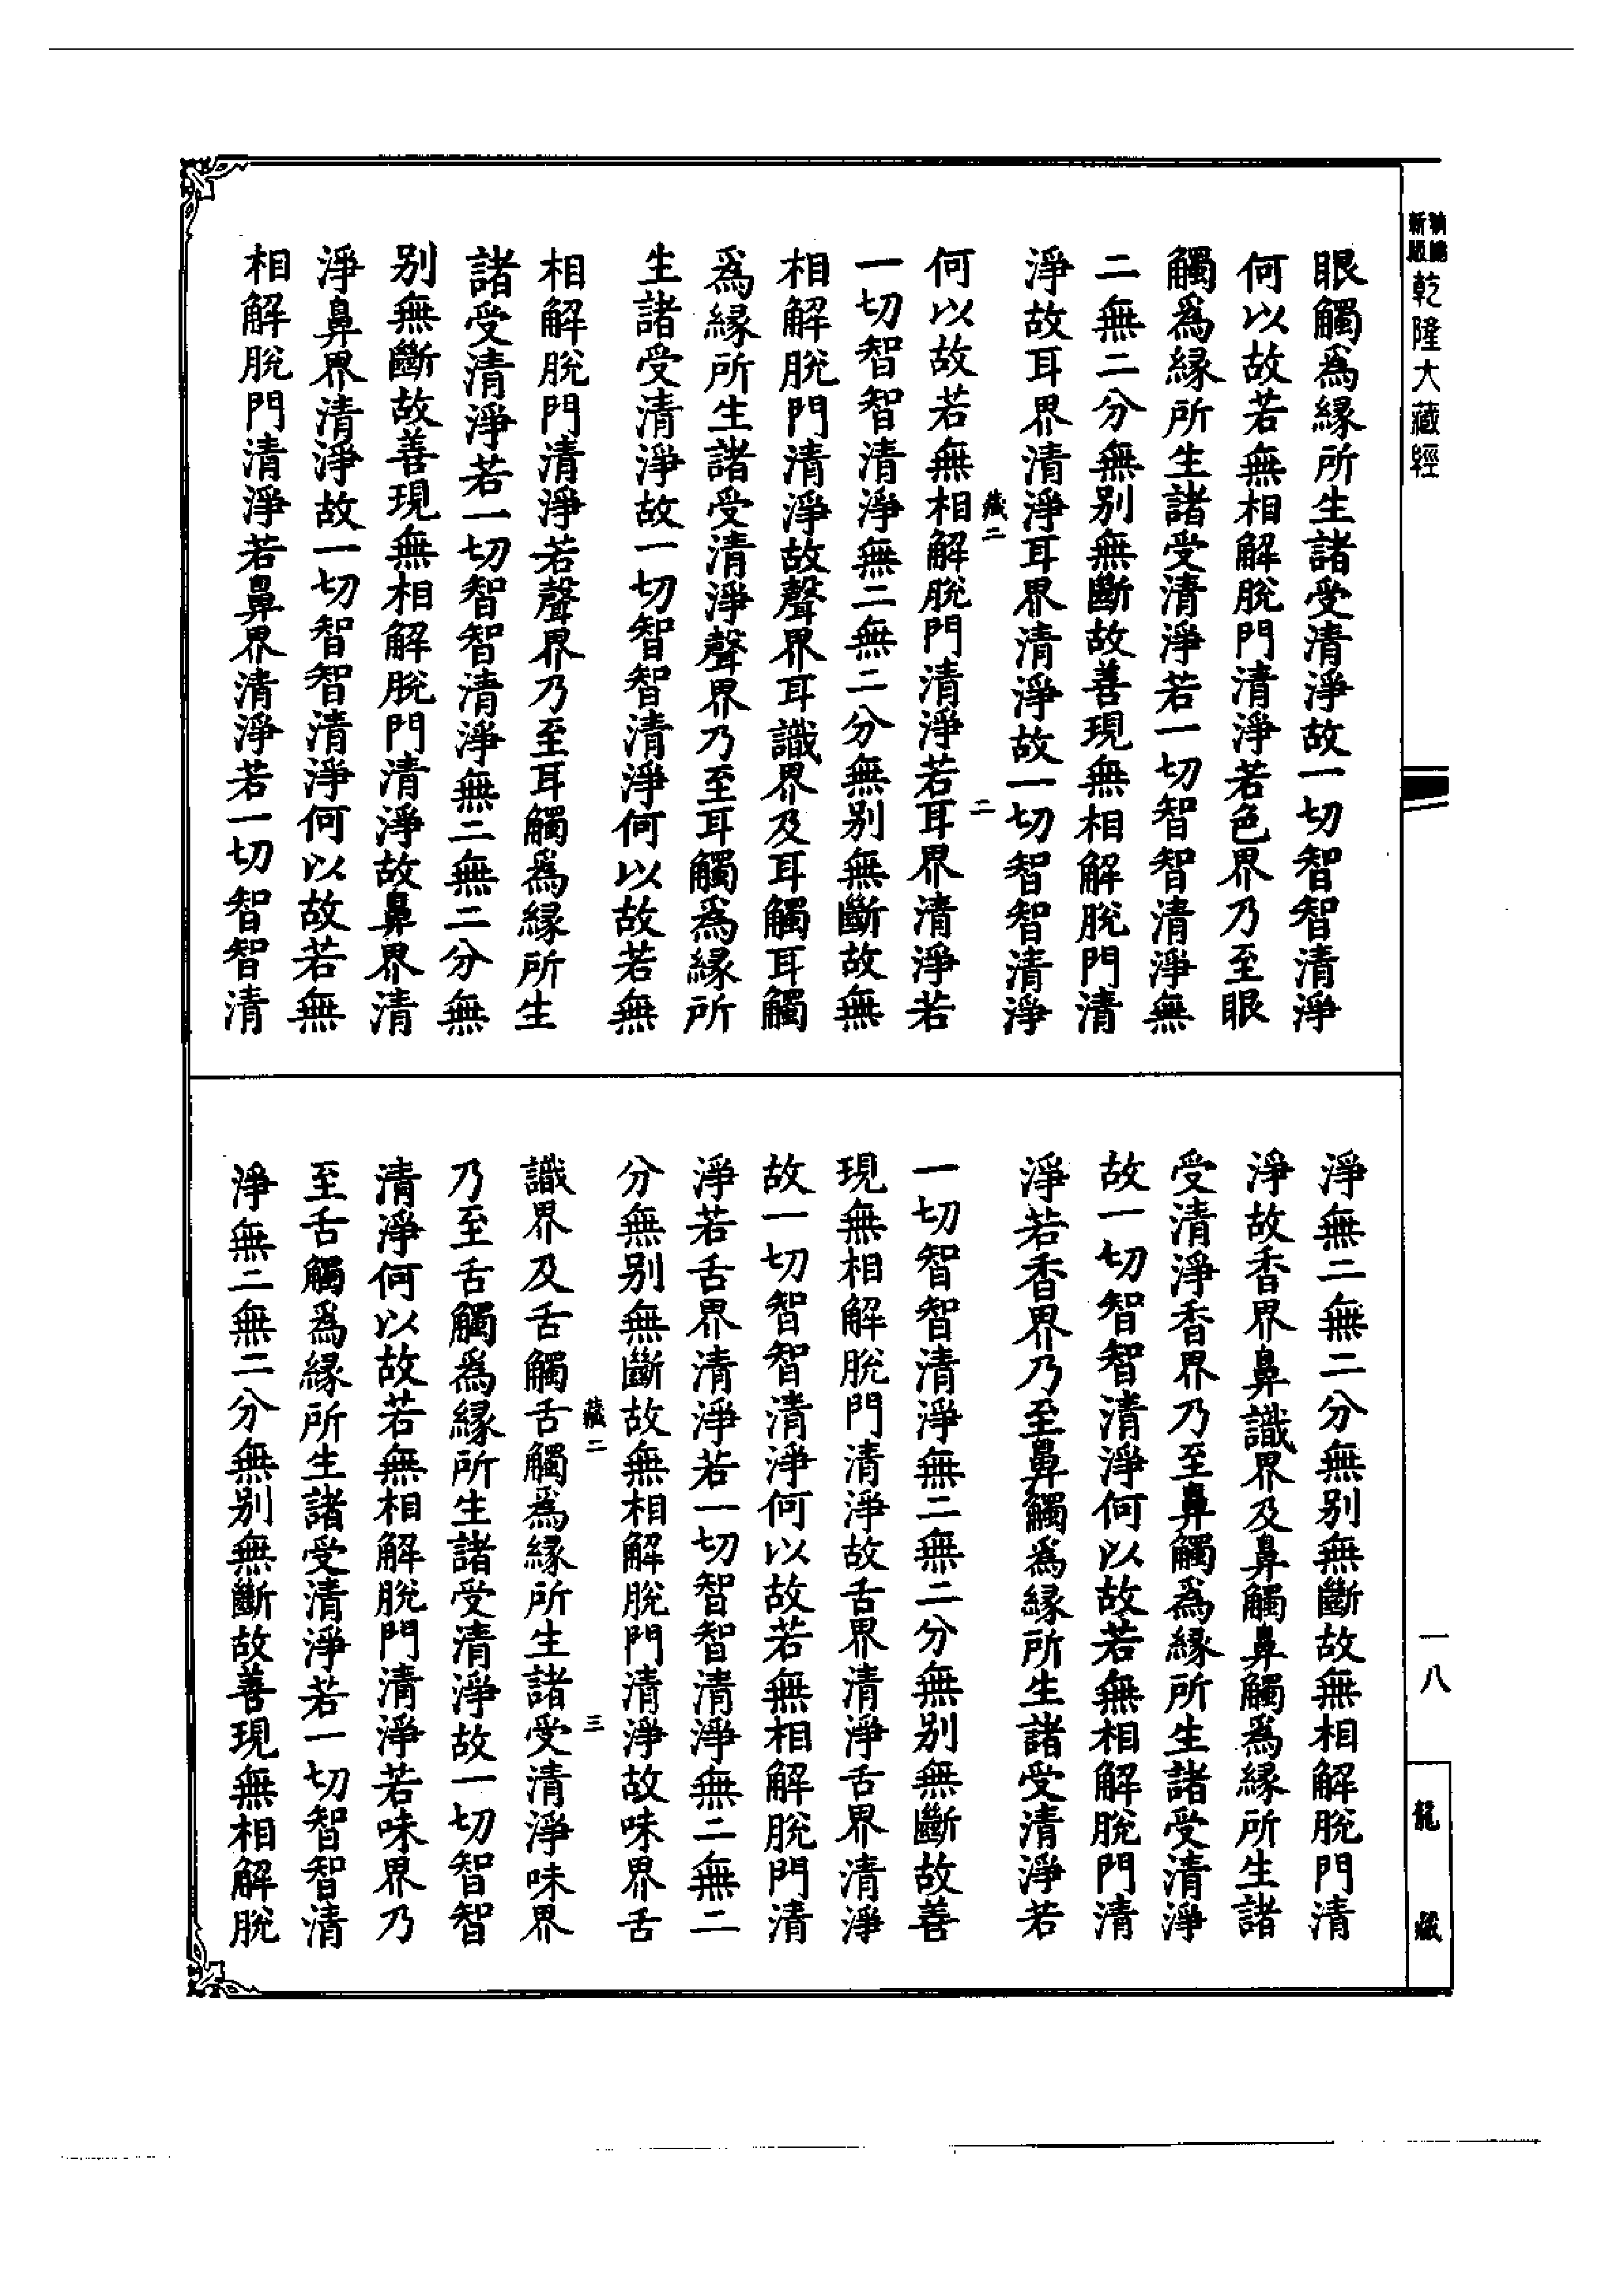 新版
乾隆大藏經
眼觸爲緣所生諸受清淨故一切智智清淨
何以故若無相解脫門清淨若色界乃至眼
觸爲緣所生諸受清淨若一切智智清淨無
二無二分無別無斷故善現無相解脫門清
淨故耳界清淨耳界清淨故一切智智清淨
藏二
二
何以故若無相解脫門清淨若耳界清淨若
一切智智清淨無二無二分無別無斷故無
相解脫門清淨故聲界耳識界及耳觸耳觸
爲緣所生諸受清淨聲界乃至耳觸爲緣所
生諸受清淨故一切智智清淨何以故若無
相解脫門清淨若聲界乃至耳觸爲緣所生
諸受清淨若一切智智清淨無二無二分無
別無斷故善現無相解脫門清淨故鼻界清
淨鼻界清淨故一切智智清淨何以故若無
相解脫門清淨若鼻界清淨若一切智智清
淨無二無二分無別無斷故無相解脫門清
淨故香界鼻識界及鼻觸鼻觸爲緣所生諸
受清淨香界乃至鼻觸爲緣所生諸受清淨
故一切智智清淨何以故若無相解脫門清
淨若香界乃至鼻觸爲緣所生諸受清淨若
一切智智清淨無二無二分無別無斷故善
現無相解脫門清淨故舌界清淨舌界清淨
故一切智智清淨何以故若無相解脫門清
淨若舌界清淨若一切智智清淨無二無二
分無別無斷故無相解脫門清淨故味界舌
藏二
三
識界及舌觸舌觸爲緣所生諸受清淨味界
乃至舌觸爲緣所生諸受清淨故一切智智
清淨何以故若無相解脫門清淨若味界乃
至舌觸爲緣所生諸受清淨若一切智智清
淨無二無二分無別無斷故善現無相解脫
一八
龍藏